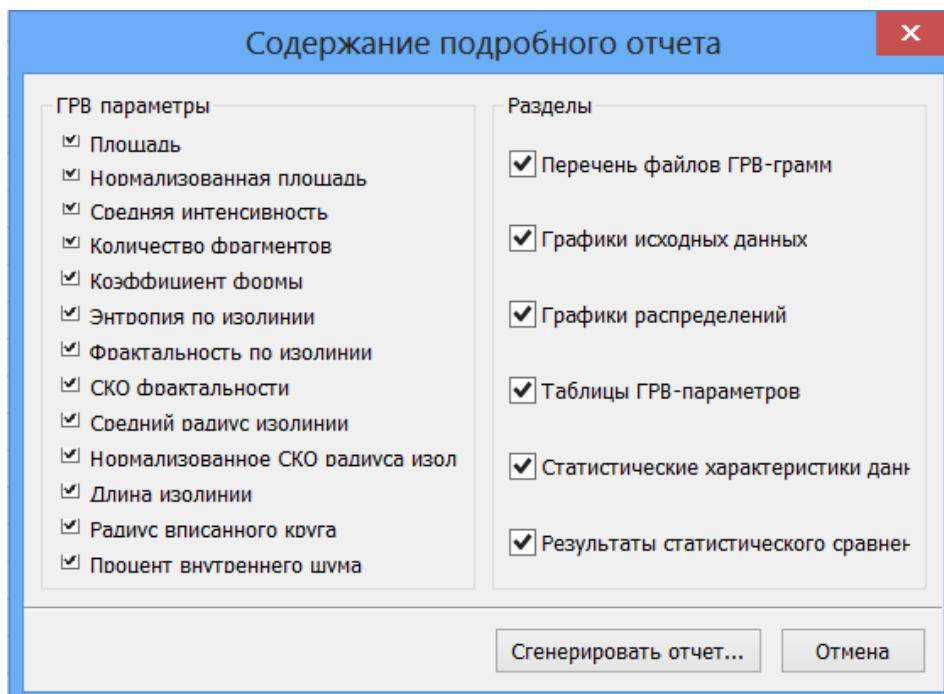 Содержание подробного отчета
ГРВ параметры
Площадь
Нормализованная площадь
Средняя интенсивность
Количество фрагментов
Коэффициент формы
Энтропия по изолинии
Фрактальность по изолинии
СКО фрактальности
Средний радиус изолинии
Нормализованное СКО радиуса изол
Длина изолинии
Радиус вписанного круга
Процент внутреннего шума
Разделы
Перечень файлов ГРВ-грамм
Графики исходных данных
Графики распределений
Таблицы ГРВ-параметров
Статистические характеристики данн
Результаты статистического сравнен
Сгенерировать отчет...
Отмена